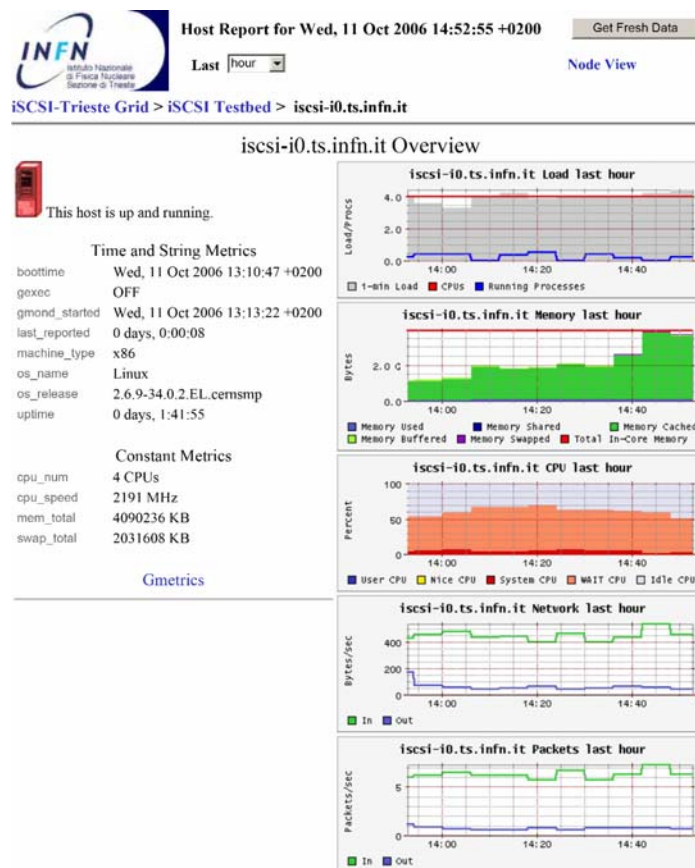 INFN
Istituto Nazionale
di Fisica Nucleare
Sezione di Trieste
Host Report for Wed, 11 Oct 2006 14:52:55 +0200
Get Fresh Data
Last hour
Node View
iSCSI-Trieste Grid > iSCSI Testbed > iscsi-i0.ts.infn.it
iscsi-i0.ts.infn.it Overview
This host is up and running.
Time and String Metrics
boottime Wed, 11 Oct 2006 13:10:47 +0200
gexec OFF
gmond_started Wed, 11 Oct 2006 13:13:22 +0200
last_reported 0 days, 0:00:08
machine_type x86
os_name Linux
os_release 2.6.9-34.0.2.EL.cernsmp
uptime 0 days, 1:41:55
Constant Metrics
cpu_num 4 CPUs
cpu_speed 2191 MHz
mem_total 4090236 KB
swap_total 2031608 KB
Gmetrics
iscsi-i0.ts.infn.it Load last hour
Load/Procs
4.0
2.0
0.0
14:00 14:20 14:40
1-min Load CPUs Running Processes
iscsi-i0.ts.infn.it Memory last hour
Bytes
2.0 G
0.0
14:00 14:20 14:40
Memory Used Memory Shared Memory Cached
Memory Buffered Memory Swapped Total In-Core Memory
iscsi-i0.ts.infn.it CPU last hour
Percent
100
50
0
14:00 14:20 14:40
User CPU Nice CPU System CPU WAIT CPU Idle CPU
iscsi-i0.ts.infn.it Network last hour
Bytes/sec
400
200
0
14:00 14:20 14:40
In Out
iscsi-i0.ts.infn.it Packets last hour
Packets/sec
5
0
14:00 14:20 14:40
In Out